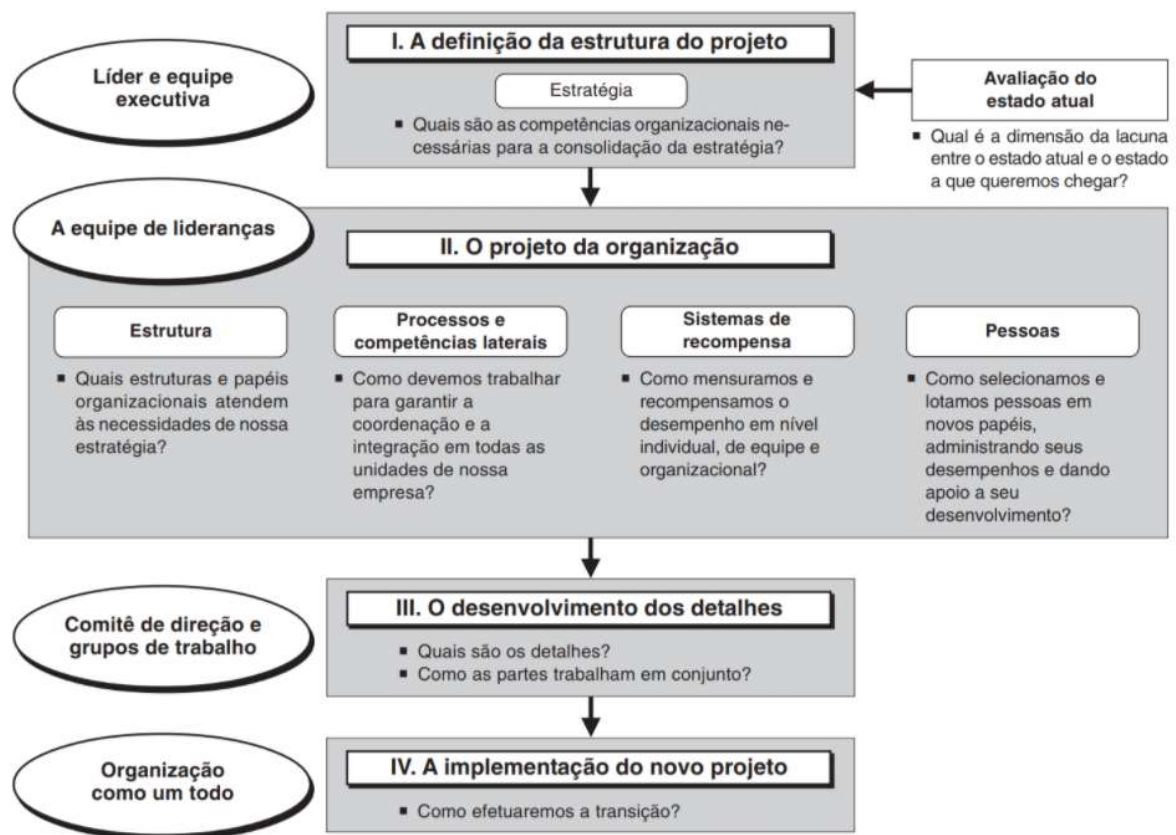 Líder e equipe
executiva
I. A definição da estrutura do projeto
Estratégia
▪ Quais são as competências organizacionais ne-
cessárias para a consolidação da estratégia?
Avaliação do
estado atual
▪ Qual é a dimensão da lacuna
entre o estado atual e o estado
a que queremos chegar?
A equipe de lideranças
II. O projeto da organização
Estrutura
▪ Quais estruturas e papéis
organizacionais atendem
às necessidades de nossa
estratégia?
Processos e
competências laterais
▪ Como devemos trabalhar
para garantir a
coordenação e a
integração em todas as
unidades de nossa
empresa?
Sistemas de
recompensa
▪ Como mensuramos e
recompensamos o
desempenho em nível
individual, de equipe e
organizacional?
Pessoas
▪ Como selecionamos e
lotamos pessoas em
novos papéis,
administrando seus
desempenhos e dando
apoio a seu
desenvolvimento?
Comitê de direção e
grupos de trabalho
III. O desenvolvimento dos detalhes
▪ Quais são os detalhes?
▪ Como as partes trabalham em conjunto?
Organização
como um todo
IV. A implementação do novo projeto
▪ Como efetuaremos a transição?